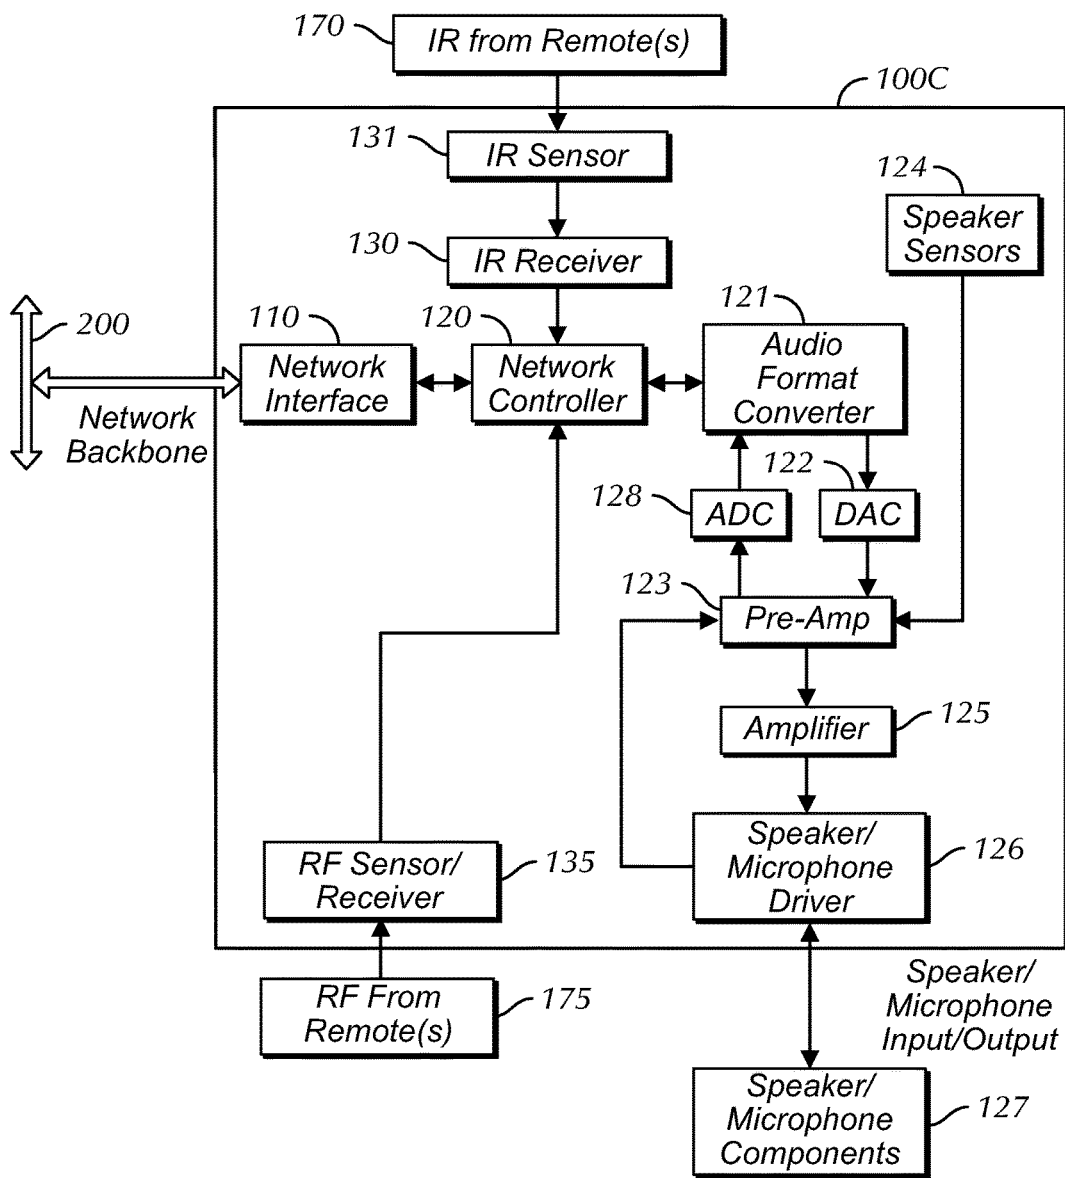 170
IR from Remote(s)
100C
131
IR Sensor
124
Speaker
Sensors
130
IR Receiver
200
110
120
121
Network
Interface
Network
Controller
Audio
Format
Converter
Network
Backbone
122
128
ADC
DAC
123
Pre-Amp
Amplifier
125
RF Sensor/
Receiver
135
Speaker/
Microphone
Driver
126
RF From
Remote(s)
175
Speaker/
Microphone
Input/Output
Speaker/
Microphone
Components
127